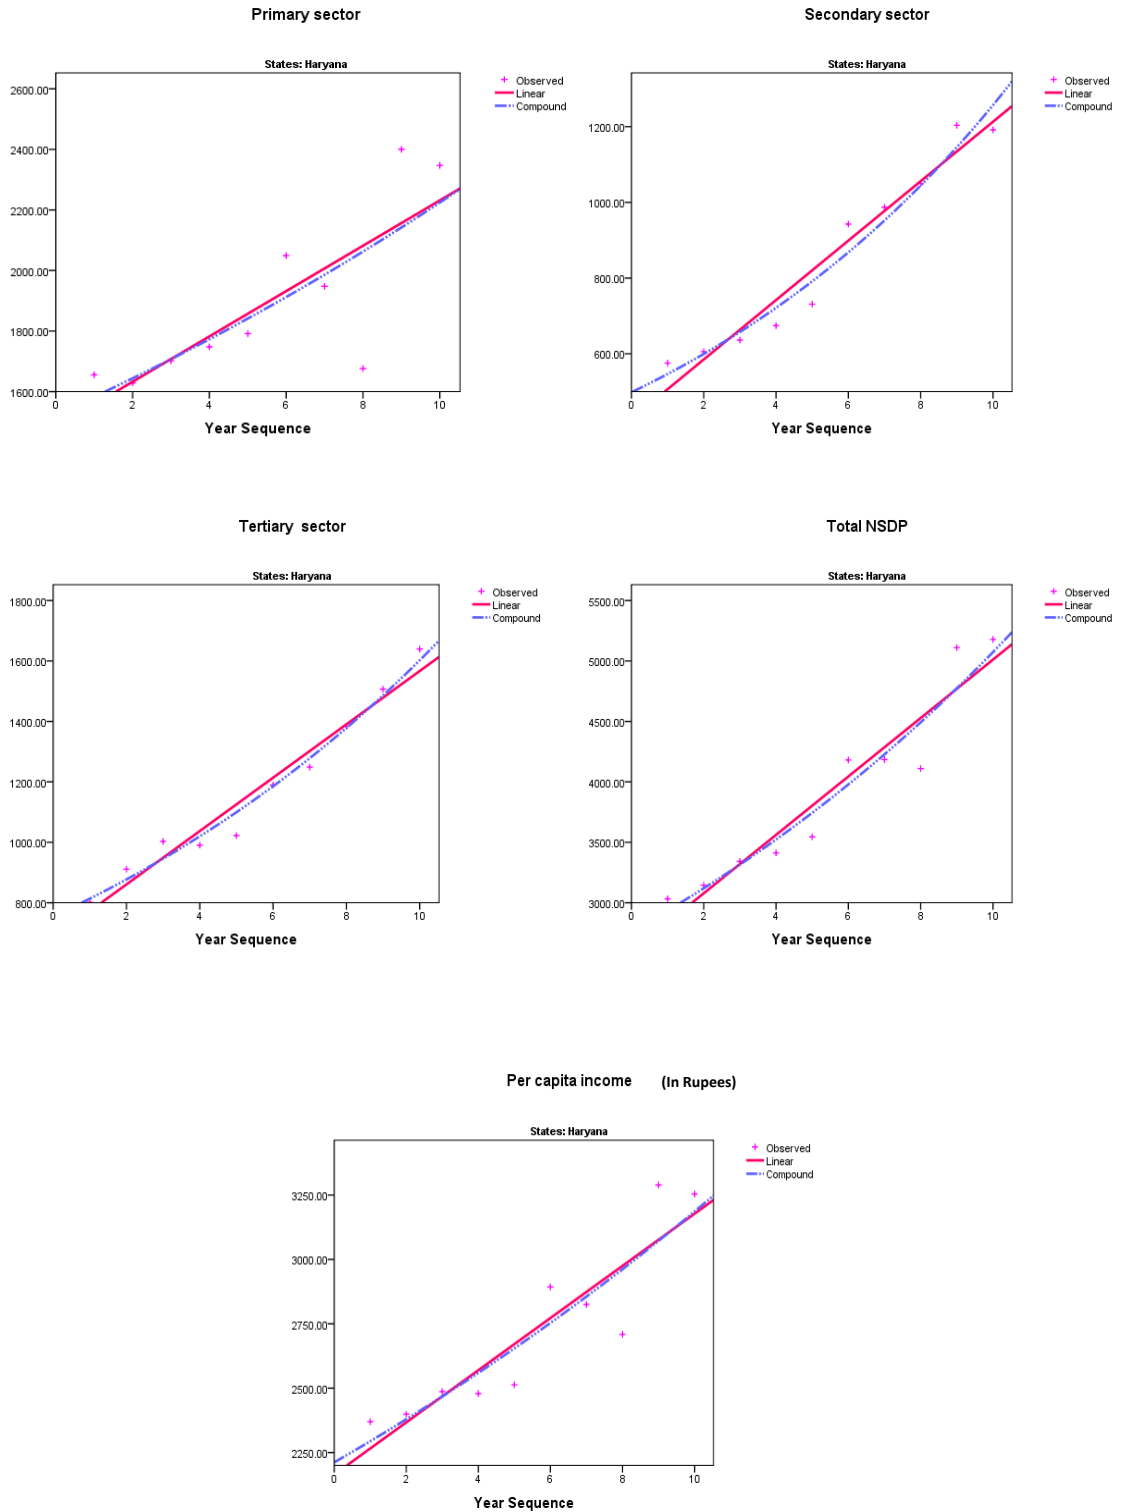 Primary sector
States: Haryana
Observed
Linear
Compound
2600.00
2400.00
2200.00
2000.00
1800.00
1600.00
0 2 4 6 8 10
Year Sequence
Secondary sector
States: Haryana
Observed
Linear
Compound
1200.00
1000.00
800.00
600.00
0 2 4 6 8 10
Year Sequence
Tertiary sector
States: Haryana
Observed
Linear
Compound
1800.00
1600.00
1400.00
1200.00
1000.00
800.00
0 2 4 6 8 10
Year Sequence
Total NSDP
States: Haryana
Observed
Linear
Compound
5500.00
5000.00
4500.00
4000.00
3500.00
3000.00
0 2 4 6 8 10
Year Sequence
Per capita income (In Rupees)
States: Haryana
Observed
Linear
Compound
3250.00
3000.00
2750.00
2500.00
2250.00
0 2 4 6 8 10
Year Sequence